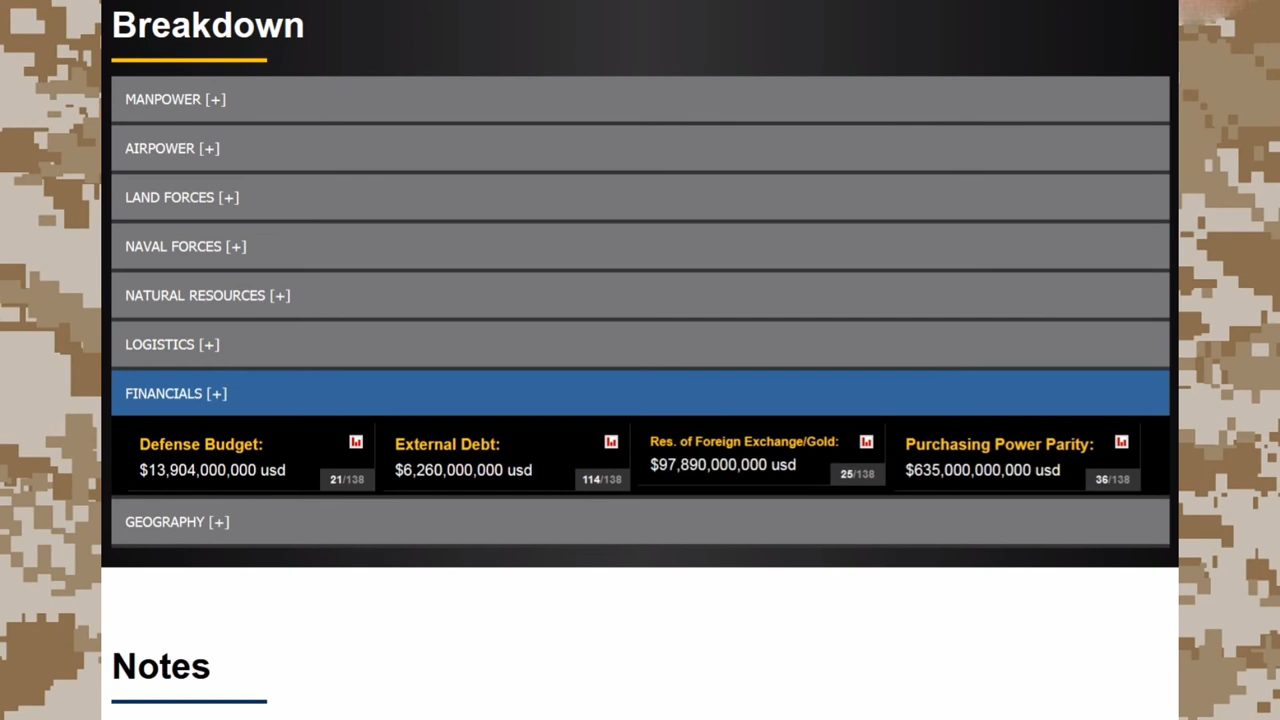 Breakdown
MANPOWER [+]
AIRPOWER [+]
LAND FORCES [+]
NAVAL FORCES [+]
NATURAL RESOURCES [+]
LOGISTICS [+]
FINANCIALS [+]
Defense Budget:
$13,904,000,000 usd
21/138
External Debt:
$6,260,000,000 usd
114/138
Res. of Foreign Exchange/Gold:
$97,890,000,000 usd
25/138
Purchasing Power Parity:
$635,000,000,000 usd
36/138
GEOGRAPHY [+]
Notes